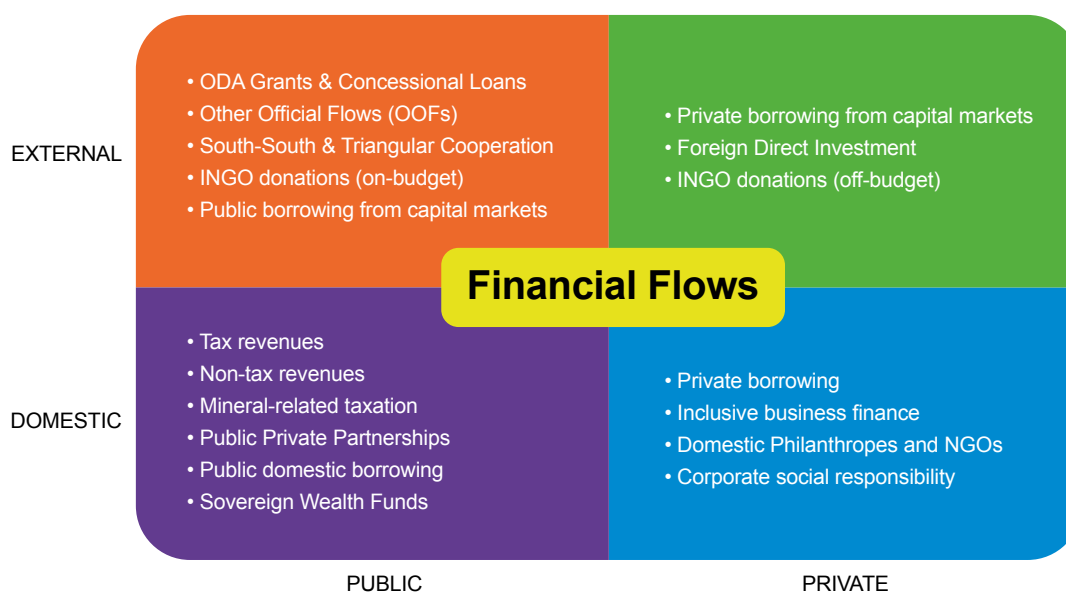 EXTERNAL
• ODA Grants & Concessional Loans
• Other Official Flows (OOFs)
• South-South & Triangular Cooperation
• INGO donations (on-budget)
• Public borrowing from capital markets
• Private borrowing from capital markets
• Foreign Direct Investment
• INGO donations (off-budget)
Financial Flows
DOMESTIC
• Tax revenues
• Non-tax revenues
• Mineral-related taxation
• Public Private Partnerships
• Public domestic borrowing
• Sovereign Wealth Funds
• Private borrowing
• Inclusive business finance
• Domestic Philanthropes and NGOs
• Corporate social responsibility
PUBLIC
PRIVATE